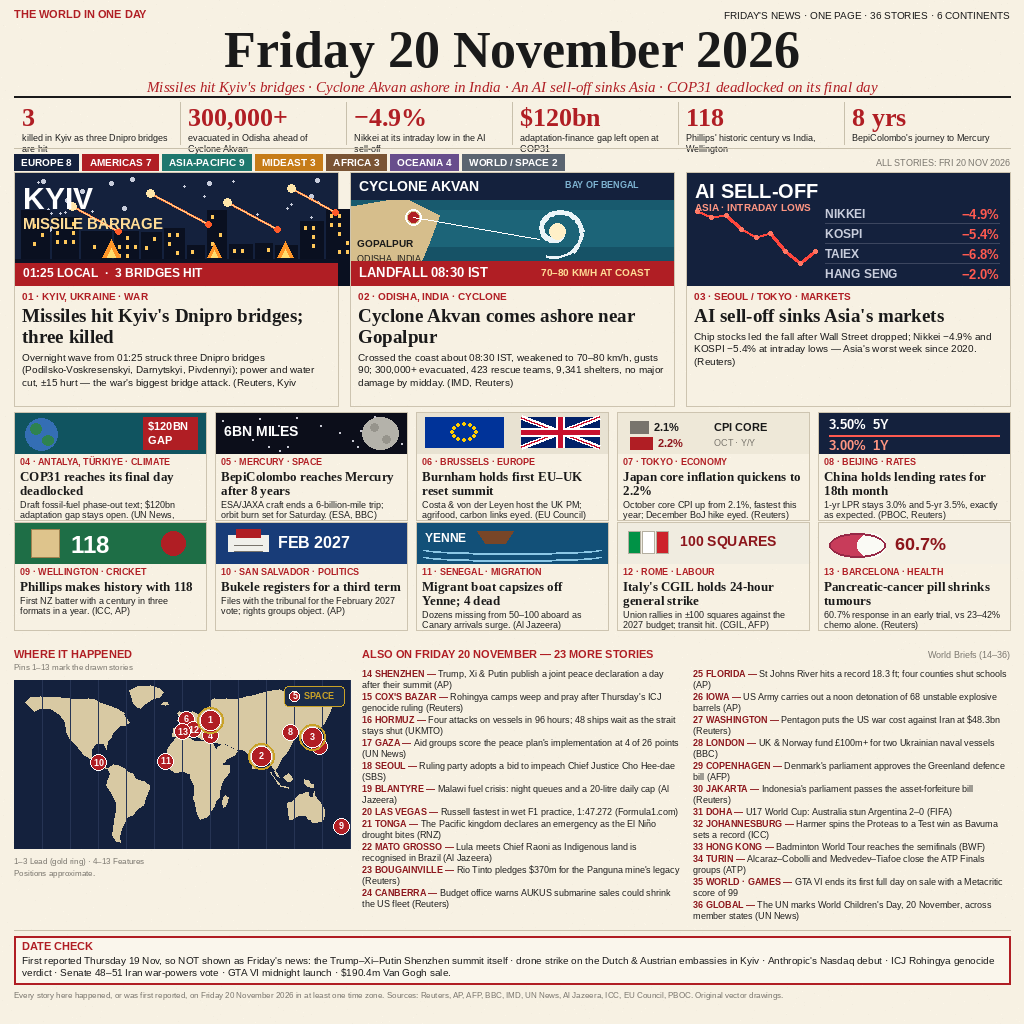 THE WORLD IN ONE DAY
FRIDAY'S NEWS · ONE PAGE · 36 STORIES · 6 CONTINENTS
Friday 20 November 2026
Missiles hit Kyiv's bridges · Cyclone Akvan ashore in India · An AI sell-off sinks Asia · COP31 deadlocked on its final day
3
killed in Kyiv as three Dnipro bridges
are hit
300,000+
evacuated in Odisha ahead of
Cyclone Akvan
−4.9%
Nikkei at its intraday low in the AI
sell-off
$120bn
adaptation-finance gap left open at
COP31
118
Phillips' historic century vs India,
Wellington
8 yrs
BepiColombo's journey to Mercury
EUROPE 8
AMERICAS 7
ASIA-PACIFIC 9
MIDEAST 3
AFRICA 3
OCEANIA 4
WORLD / SPACE 2
ALL STORIES: FRI 20 NOV 2026
KYIV
MISSILE BARRAGE
01:25 LOCAL · 3 BRIDGES HIT
01 · KYIV, UKRAINE · WAR
Missiles hit Kyiv's Dnipro bridges;
three killed
Overnight wave from 01:25 struck three Dnipro bridges
(Podilsko-Voskresenskyi, Darnytskyi, Pivdennyi); power and water
cut, ±15 hurt — the war's biggest bridge attack. (Reuters, Kyiv
CYCLONE AKVAN
BAY OF BENGAL
GOPALPUR
ODISHA, INDIA
LANDFALL 08:30 IST
70–80 KM/H AT COAST
02 · ODISHA, INDIA · CYCLONE
Cyclone Akvan comes ashore near
Gopalpur
Crossed the coast about 08:30 IST, weakened to 70–80 km/h, gusts
90; 300,000+ evacuated, 423 rescue teams, 9,341 shelters, no major
damage by midday. (IMD, Reuters)
AI SELL-OFF
ASIA · INTRADAY LOWS
NIKKEI −4.9%
KOSPI −5.4%
TAIEX −6.8%
HANG SENG −2.0%
03 · SEOUL / TOKYO · MARKETS
AI sell-off sinks Asia's markets
Chip stocks led the fall after Wall Street dropped; Nikkei −4.9% and
KOSPI −5.4% at intraday lows — Asia's worst week since 2020.
(Reuters)
$120BN
GAP
04 · ANTALYA, TÜRKIYE · CLIMATE
COP31 reaches its final day
deadlocked
Draft fossil-fuel phase-out text; $120bn
adaptation gap stays open. (UN News,
6BN MILES
05 · MERCURY · SPACE
BepiColombo reaches Mercury
after 8 years
ESA/JAXA craft ends a 6-billion-mile trip;
orbit burn set for Saturday. (ESA, BBC)
06 · BRUSSELS · EUROPE
Burnham holds first EU–UK
reset summit
Costa & von der Leyen host the UK PM;
agrifood, carbon links eyed. (EU Council)
2.1%
2.2%
CPI CORE
OCT · Y/Y
07 · TOKYO · ECONOMY
Japan core inflation quickens to
2.2%
October core CPI up from 2.1%, fastest this
year; December BoJ hike eyed. (Reuters)
3.50% 5Y
3.00% 1Y
08 · BEIJING · RATES
China holds lending rates for
18th month
1-yr LPR stays 3.0% and 5-yr 3.5%, exactly
as expected. (PBOC, Reuters)
118
09 · WELLINGTON · CRICKET
Phillips makes history with 118
First NZ batter with a century in three
formats in a year. (ICC, AP)
FEB 2027
10 · SAN SALVADOR · POLITICS
Bukele registers for a third term
Files with the tribunal for the February 2027
vote; rights groups object. (AP)
YENNE
11 · SENEGAL · MIGRATION
Migrant boat capsizes off
Yenne; 4 dead
Dozens missing from 50–100 aboard as
Canary arrivals surge. (Al Jazeera)
100 SQUARES
12 · ROME · LABOUR
Italy's CGIL holds 24-hour
general strike
Union rallies in ±100 squares against the
2027 budget; transit hit. (CGIL, AFP)
60.7%
13 · BARCELONA · HEALTH
Pancreatic-cancer pill shrinks
tumours
60.7% response in an early trial, vs 23–42%
chemo alone. (Reuters)
WHERE IT HAPPENED
Pins 1–13 mark the drawn stories
5 SPACE
6
1
12
13
4
8
3
2
10
11
9
1–3 Lead (gold ring) · 4–13 Features
Positions approximate.
ALSO ON FRIDAY 20 NOVEMBER — 23 MORE STORIES
World Briefs (14–36)
14 SHENZHEN — Trump, Xi & Putin publish a joint peace declaration a
day after their summit (AP)
15 COX'S BAZAR — Rohingya camps weep and pray after Thursday's ICJ
genocide ruling (Reuters)
16 HORMUZ — Four attacks on vessels in 96 hours; 48 ships wait as the strait
stays shut (UKMTO)
17 GAZA — Aid groups score the peace plan's implementation at 4 of 26 points
(UN News)
18 SEOUL — Ruling party adopts a bid to impeach Chief Justice Cho Hee-dae
(SBS)
19 BLANTYRE — Malawi fuel crisis: night queues and a 20-litre daily cap (Al
Jazeera)
20 LAS VEGAS — Russell fastest in wet F1 practice, 1:47.272 (Formula1.com)
21 TONGA — The Pacific kingdom declares an emergency as the El Niño
drought bites (RNZ)
22 MATO GROSSO — Lula meets Chief Raoni as Indigenous land is
recognised in Brazil (Al Jazeera)
23 BOUGAINVILLE — Rio Tinto pledges $370m for the Panguna mine's legacy
(Reuters)
24 CANBERRA — Budget office warns AUKUS submarine sales could shrink
the US fleet (Reuters)
25 FLORIDA — St Johns River hits a record 18.3 ft; four counties shut schools
(AP)
26 IOWA — US Army carries out a noon detonation of 68 unstable explosive
barrels (AP)
27 WASHINGTON — Pentagon puts the US war cost against Iran at $48.3bn
(Reuters)
28 LONDON — UK & Norway fund £100m+ for two Ukrainian naval vessels
(BBC)
29 COPENHAGEN — Denmark's parliament approves the Greenland defence
bill (AFP)
30 JAKARTA — Indonesia's parliament passes the asset-forfeiture bill
(Reuters)
31 DOHA — U17 World Cup: Australia stun Argentina 2–0 (FIFA)
32 JOHANNESBURG — Harmer spins the Proteas to a Test win as Bavuma
sets a record (ICC)
33 HONG KONG — Badminton World Tour reaches the semifinals (BWF)
34 TURIN — Alcaraz–Cobolli and Medvedev–Tiafoe close the ATP Finals
groups (ATP)
35 WORLD · GAMES — GTA VI ends its first full day on sale with a Metacritic
score of 99
36 GLOBAL — The UN marks World Children's Day, 20 November, across
member states (UN News)
DATE CHECK
First reported Thursday 19 Nov, so NOT shown as Friday's news: the Trump–Xi–Putin Shenzhen summit itself · drone strike on the Dutch & Austrian embassies in Kyiv · Anthropic's Nasdaq debut · ICJ Rohingya genocide
verdict · Senate 48–51 Iran war-powers vote · GTA VI midnight launch · $190.4m Van Gogh sale.
Every story here happened, or was first reported, on Friday 20 November 2026 in at least one time zone. Sources: Reuters, AP, AFP, BBC, IMD, UN News, Al Jazeera, ICC, EU Council, PBOC. Original vector drawings.